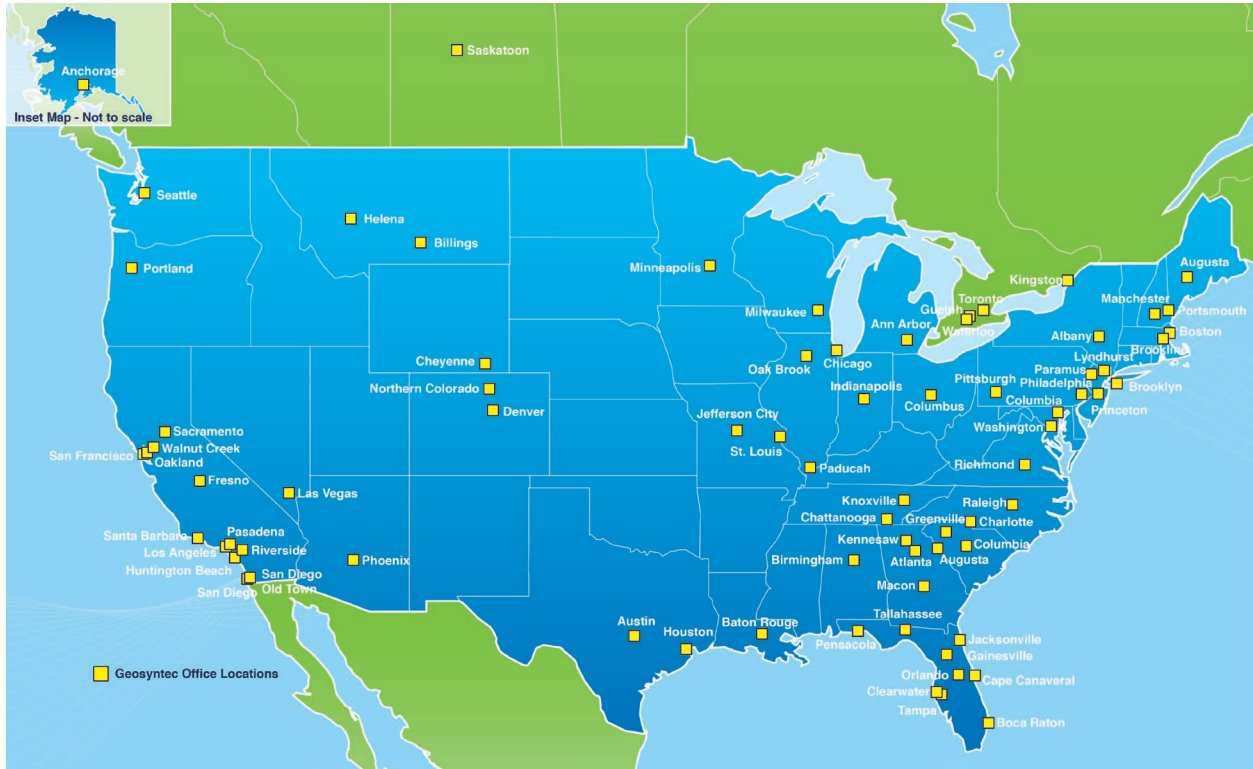 Saskatoon
Anchorage
Inset Map - Not to scale
Seattle
Helena
Billings
Portland
Minneapolis
Kingston
Augusta
Toronto
Guelph
Waterloo
Manchester
Portsmouth
Milwaukee
Ann Arbor
Albany
Boston
Brookline
Lyndhurst
Cheyenne
Oak Brook
Chicago
Paramus
Northern Colorado
Indianapolis
Pittsburgh
Philadelphia
Brooklyn
Columbus
Columbia
Princeton
Denver
Jefferson City
Washington
Sacramento
Walnut Creek
San Francisco
Oakland
St. Louis
Paducah
Richmond
Fresno
Las Vegas
Knoxville
Raleigh
Chattanooga
Greenville
Charlotte
Santa Barbara
Pasadena
Kennesaw
Columbia
Los Angeles
Riverside
Atlanta
Augusta
Huntington Beach
Phoenix
Birmingham
San Diego
Old Town
San Diego
Macon
Tallahassee
Austin
Houston
Baton Rouge
Pensacola
Jacksonville
Gainesville
Geosyntec Office Locations
Orlando
Cape Canaveral
Clearwater
Tampa
Boca Raton